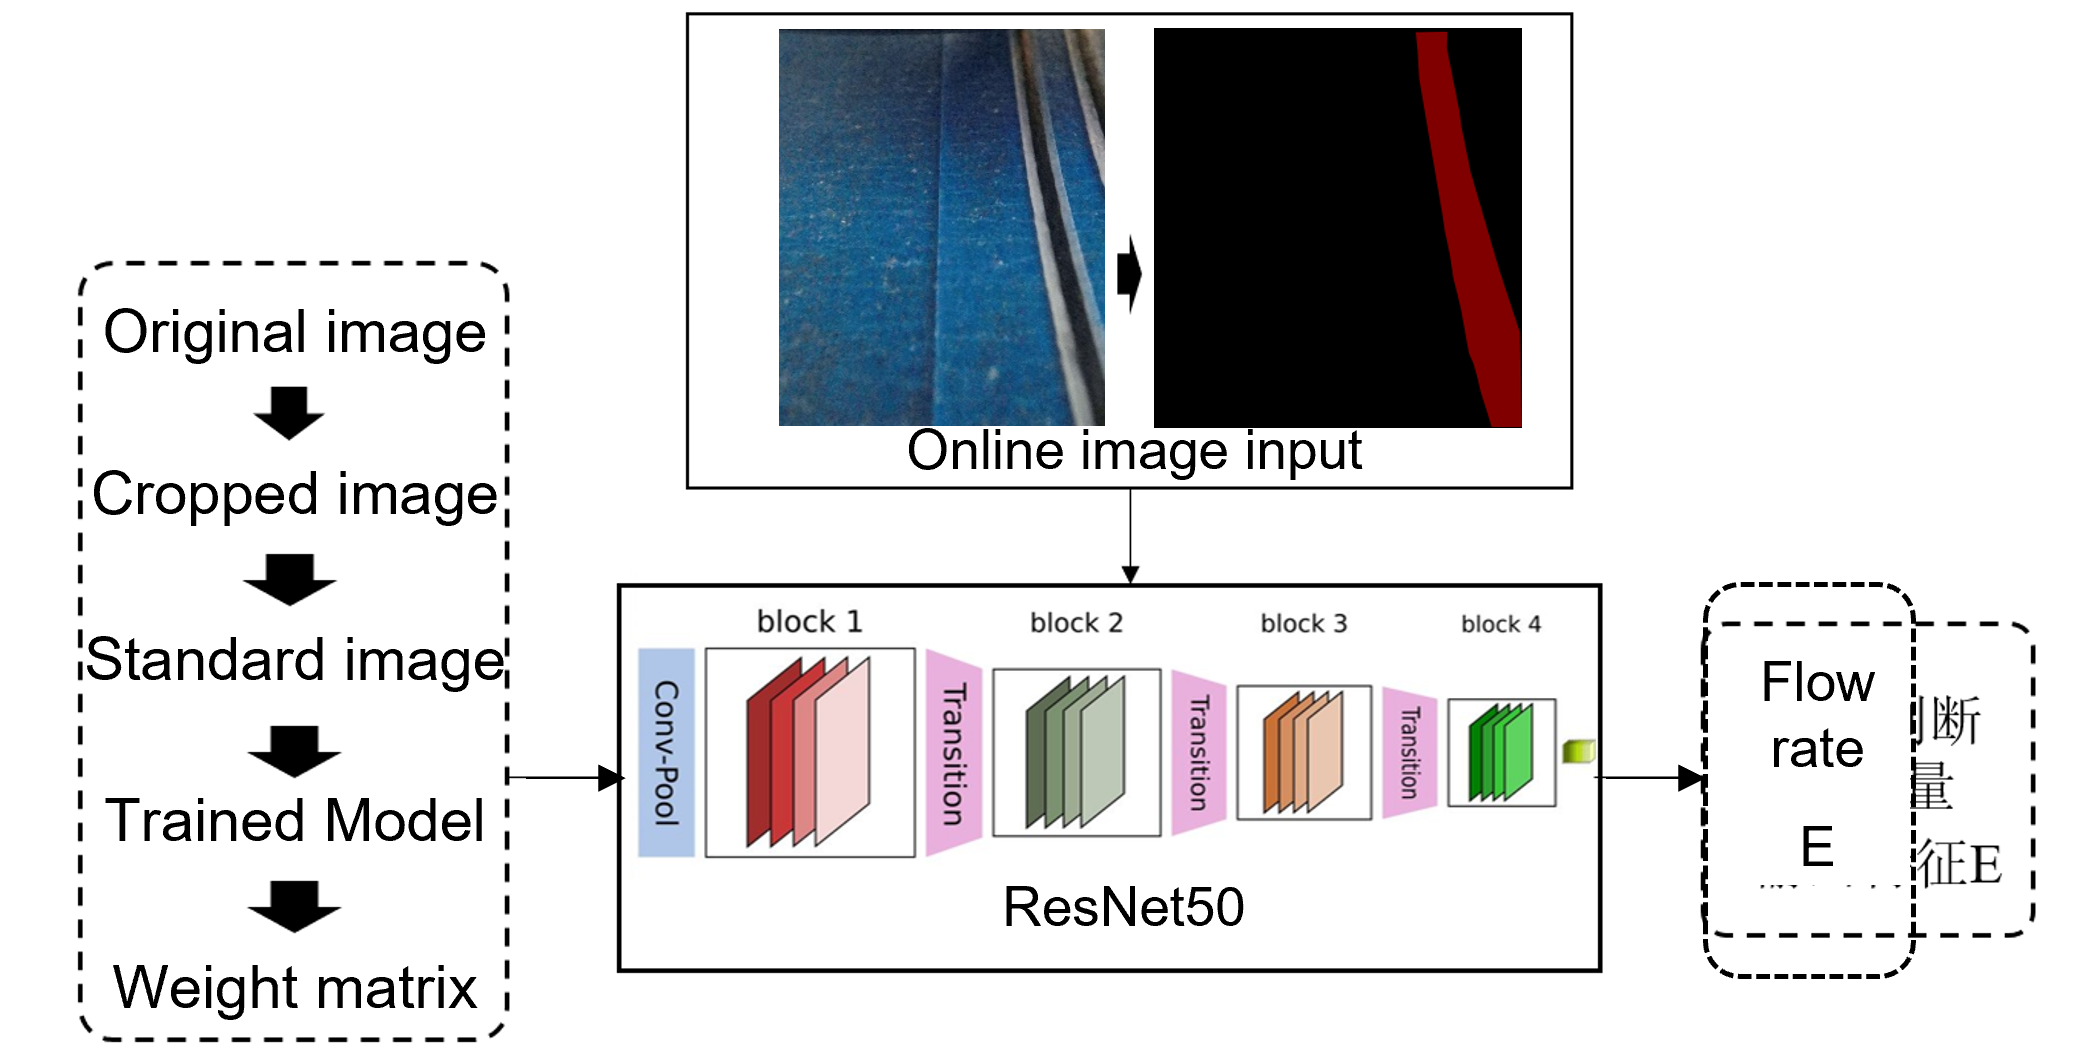 Online image input
Original image
Cropped image
Standard image
Trained Model
Weight matrix
block 1
block 2
block 3
block 4
Conv-Pool
Transition
Transition
Transition
ResNet50
Flow
rate
E
断
量
征E